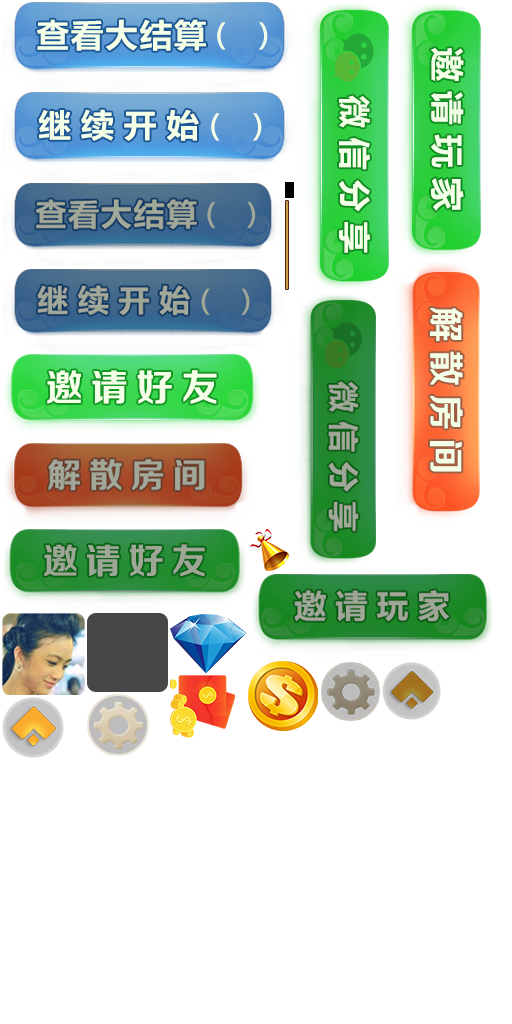 查看大结算( )
继续开始( )
查看大结算( )
继续开始( )
邀请好友
解散房间
邀请好友
微信分享
邀请玩家
微信分享
解散房间
邀请玩家